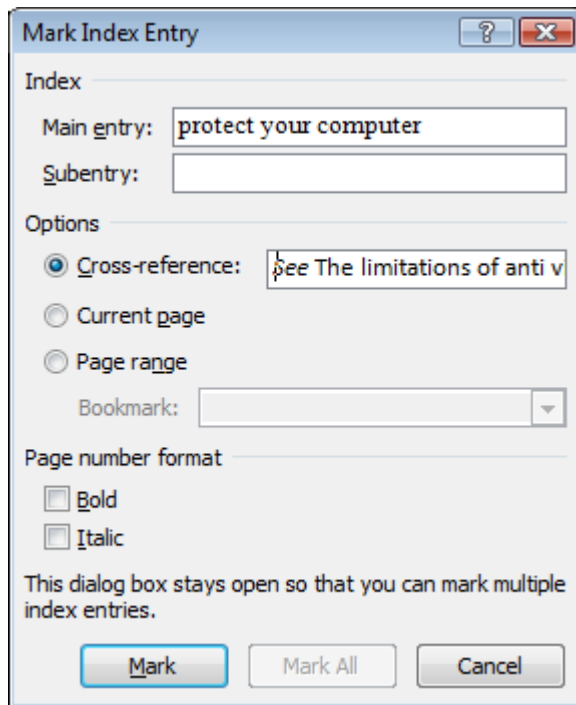 Mark Index Entry
Index
Main entry: protect your computer
Subentry:
Options
Cross-reference: See The limitations of anti v
Current page
Page range
Bookmark:
Page number format
Bold
Italic
This dialog box stays open so that you can mark multiple
index entries.
Mark Mark All Cancel